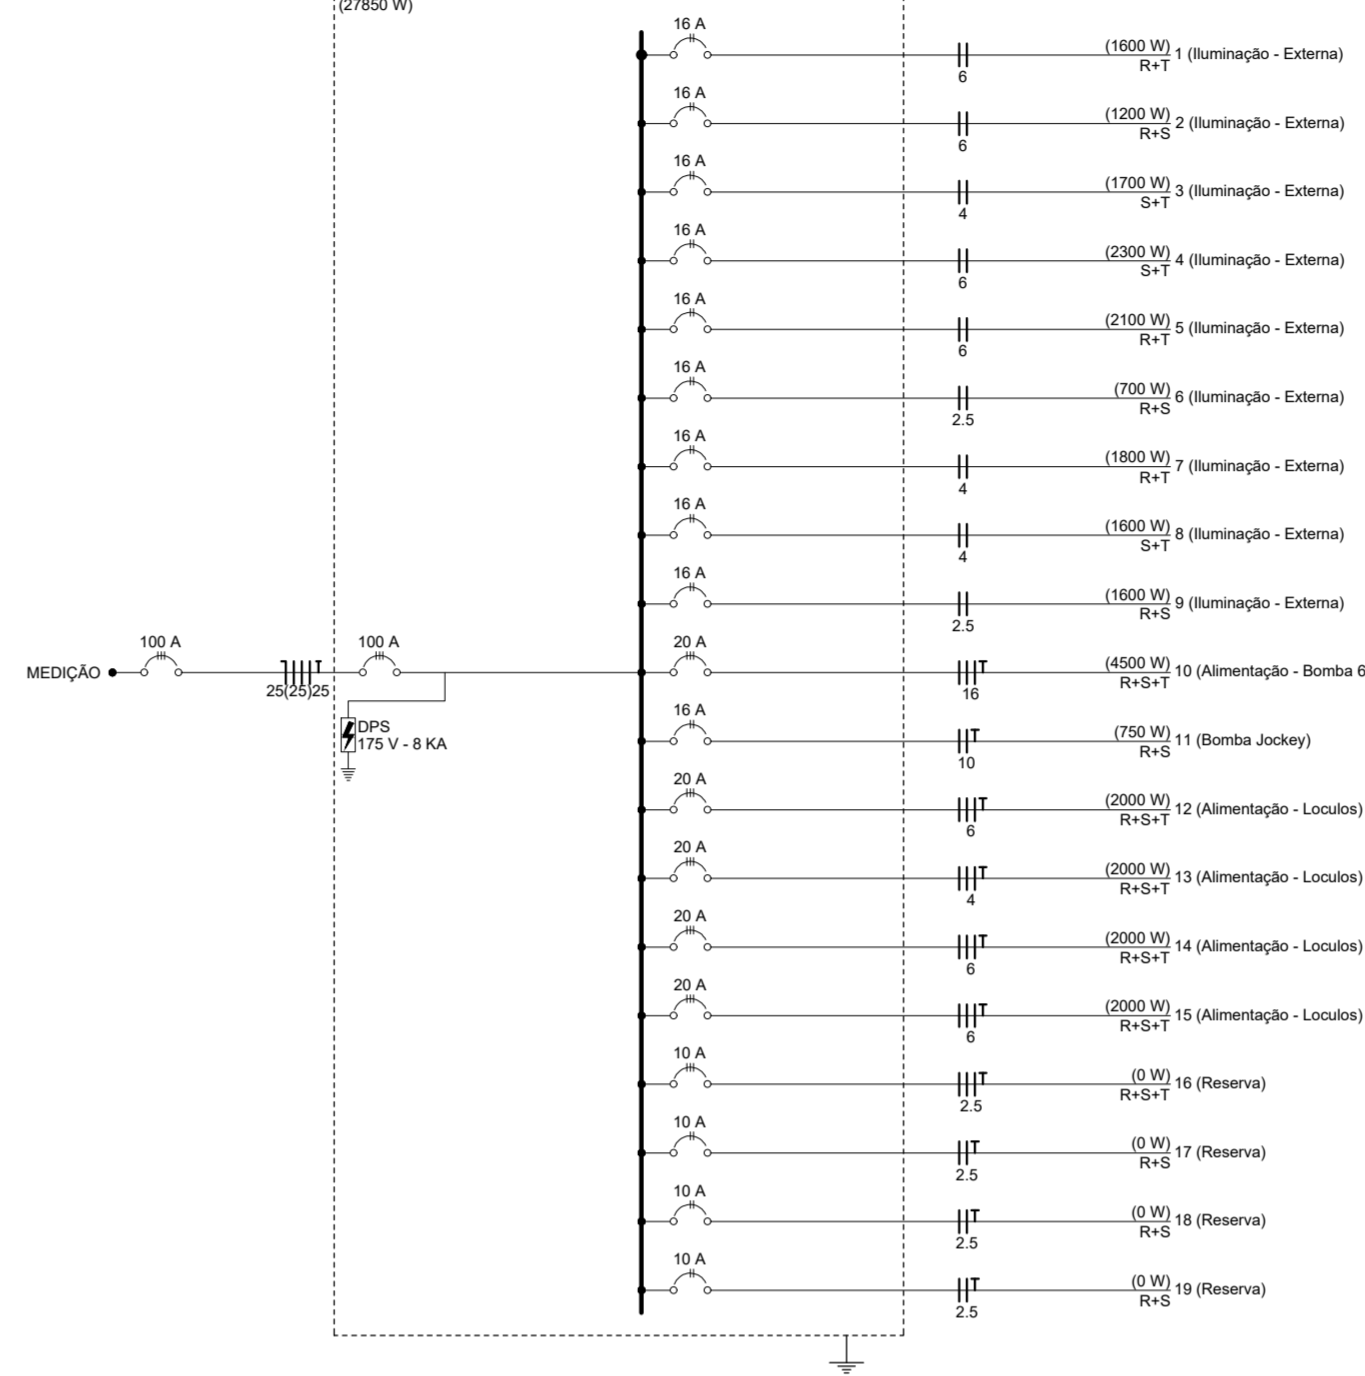 (27850 W)
16 A
(1600 W) 1 (Iluminação - Externa)
R+T
6
16 A
(1200 W) 2 (Iluminação - Externa)
R+S
6
16 A
(1700 W) 3 (Iluminação - Externa)
S+T
4
16 A
(2300 W) 4 (Iluminação - Externa)
S+T
6
16 A
(2100 W) 5 (Iluminação - Externa)
R+T
6
16 A
(700 W) 6 (Iluminação - Externa)
R+S
2.5
16 A
(1800 W) 7 (Iluminação - Externa)
R+T
4
16 A
(1600 W) 8 (Iluminação - Externa)
S+T
4
16 A
(1600 W) 9 (Iluminação - Externa)
R+S
2.5
100 A
100 A
MEDIÇÃO
25(25)25
DPS
175 V - 8 KA
20 A
(4500 W) 10 (Alimentação - Bomba 6
R+S+T
16
16 A
(750 W) 11 (Bomba Jockey)
R+S
10
20 A
(2000 W) 12 (Alimentação - Loculos)
R+S+T
6
20 A
(2000 W) 13 (Alimentação - Loculos)
R+S+T
4
20 A
(2000 W) 14 (Alimentação - Loculos)
R+S+T
6
20 A
(2000 W) 15 (Alimentação - Loculos)
R+S+T
6
10 A
(0 W) 16 (Reserva)
R+S+T
2.5
10 A
(0 W) 17 (Reserva)
R+S
2.5
10 A
(0 W) 18 (Reserva)
R+S
2.5
10 A
(0 W) 19 (Reserva)
R+S
2.5